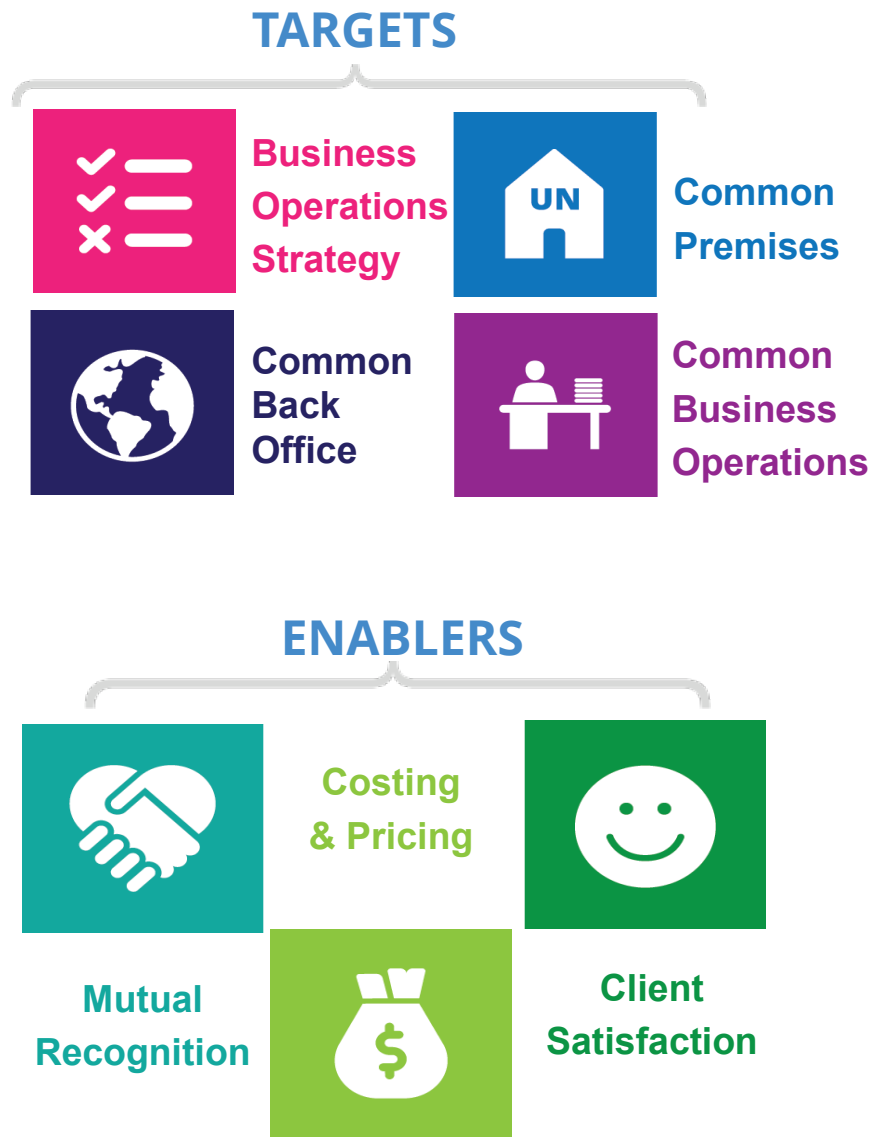 TARGETS
Business
Operations
Strategy
UN
Common
Premises
Common
Back
Office
Common
Business
Operations
ENABLERS
Costing
& Pricing
Mutual
Recognition
$
Client
Satisfaction